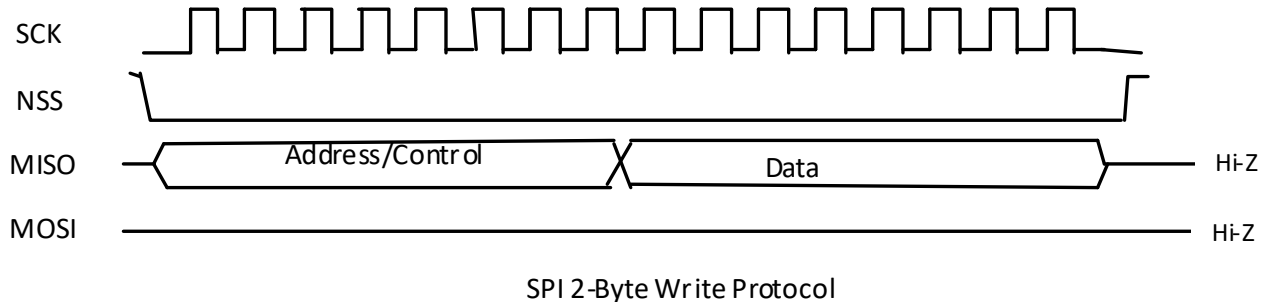 SCK
NSS
Address/Control
MISO
Data
Hi-Z
MOSI
Hi-Z
SPI 2-Byte Write Protocol